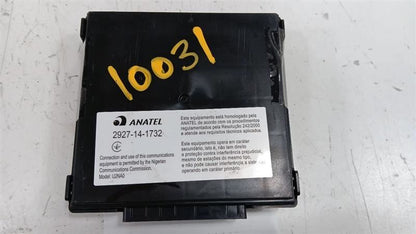 10031
ANATEL
2927-14-1732
Connection and use of this communications
equipment is permitted by the Nigerian
Communications Commission.
Model: I2INA0
Este equipamento está homologado pela
ANATEL de acordo com os procedimentos
regulamentados pela Resolução 242/2000
e atende aos requisitos técnicos aplicados.
Este equipamento opera em caráter
secundário, isto é, não tem direito
a proteção contra interferência prejudicial,
mesmo de estações do mesmo tipo,
e não pode causar interferência a sistemas
operando em caráter primário.